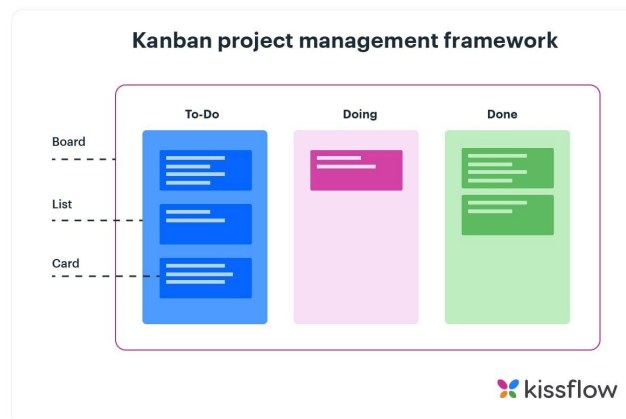 Kanban project management framework
To-Do
Doing
Done
Board
List
Card
kissflow